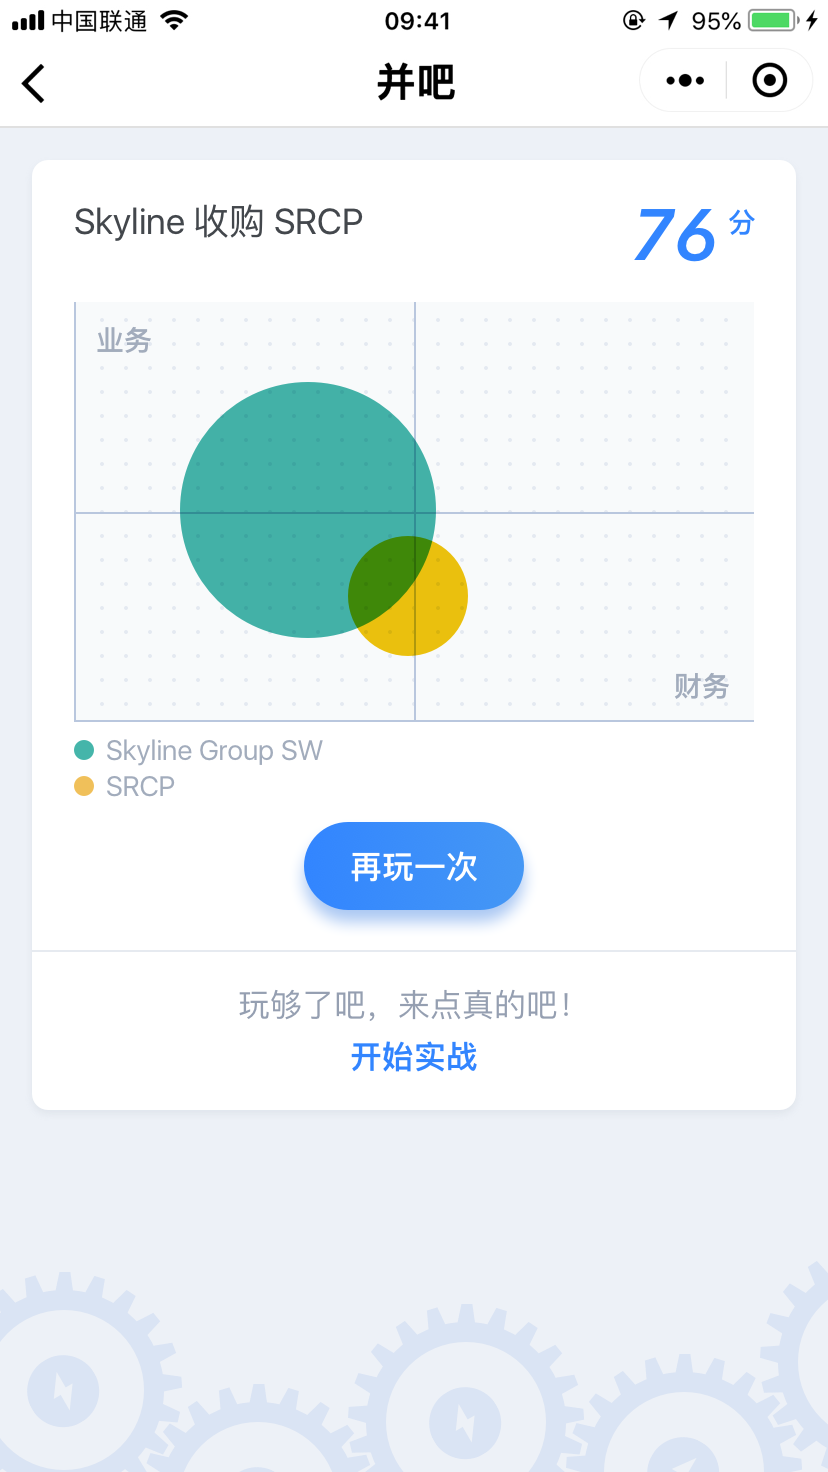 中国联通 09:41 95%
并吧
Skyline 收购 SRCP 76 分
业务
财务
Skyline Group SW
SRCP
再玩一次
玩够了吧，来点真的吧！
开始实战